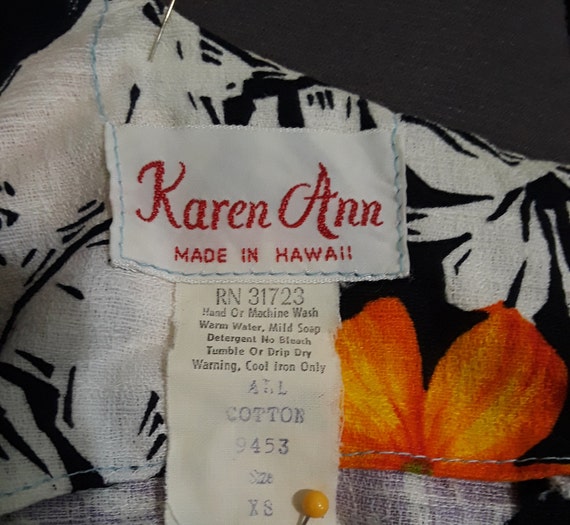 Karen Ann
MADE IN HAWAII
RN 31723
Hand Or Machine Wash
Warm Water, Mild Soap
Detergent No Bleach
Tumble Or Drip Dry
Warning, Cool Iron Only
ALL
COTTON
9453
Size
XS